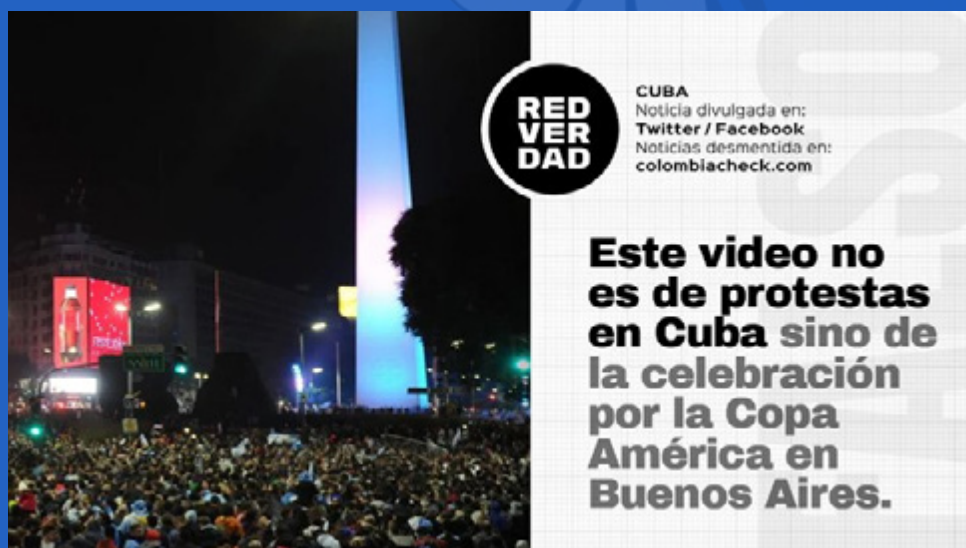 RED
VER
DAD
CUBA
Noticia divulgada en:
Twitter / Facebook
Noticias desmentida en:
colombiacheck.com
Este video no
es de protestas
en Cuba sino de
la celebración
por la Copa
América en
Buenos Aires.
FALSO